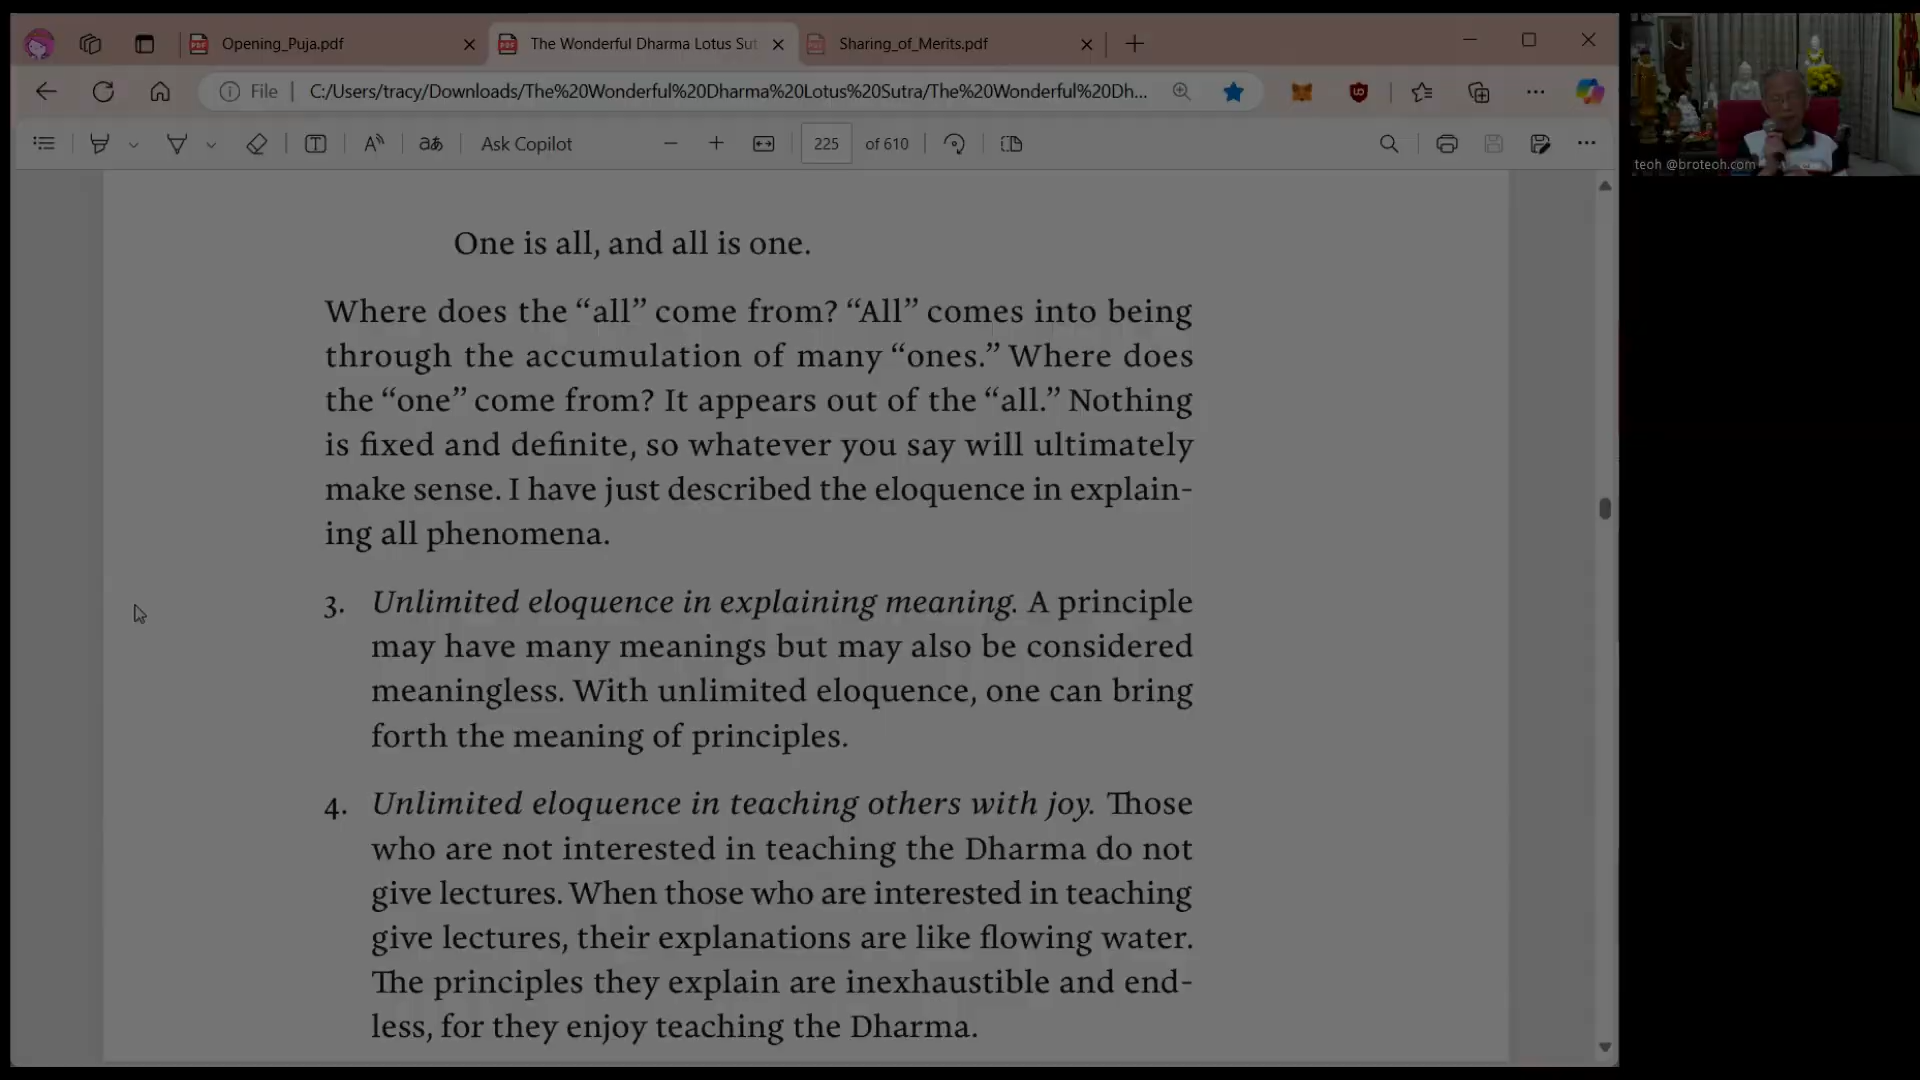 Opening_Puja.pdf
The Wonderful Dharma Lotus Sut
Sharing_of_Merits.pdf
File
C:/Users/tracy/Downloads/The%20Wonderful%20Dharma%20Lotus%20Sutra/The%20Wonderful%20Dh...
Ask Copilot
225 of 610
teoh @broteoh.com
One is all, and all is one.
Where does the “all” come from? “All” comes into being
through the accumulation of many “ones.” Where does
the “one” come from? It appears out of the “all.” Nothing
is fixed and definite, so whatever you say will ultimately
make sense. I have just described the eloquence in explain-
ing all phenomena.
3. Unlimited eloquence in explaining meaning. A principle
may have many meanings but may also be considered
meaningless. With unlimited eloquence, one can bring
forth the meaning of principles.
4. Unlimited eloquence in teaching others with joy. Those
who are not interested in teaching the Dharma do not
give lectures. When those who are interested in teaching
give lectures, their explanations are like flowing water.
The principles they explain are inexhaustible and end-
less, for they enjoy teaching the Dharma.